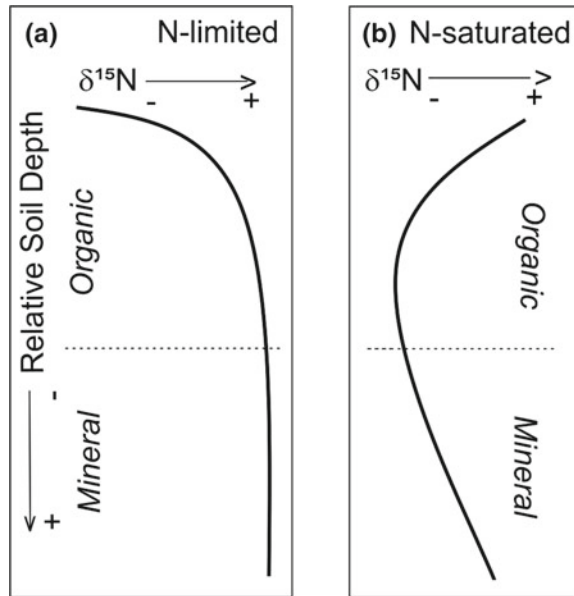 (a) N-limited
δ¹⁵N
- +
Relative Soil Depth
- +
Organic
Mineral
(b) N-saturated
δ¹⁵N
- +
Organic
Mineral